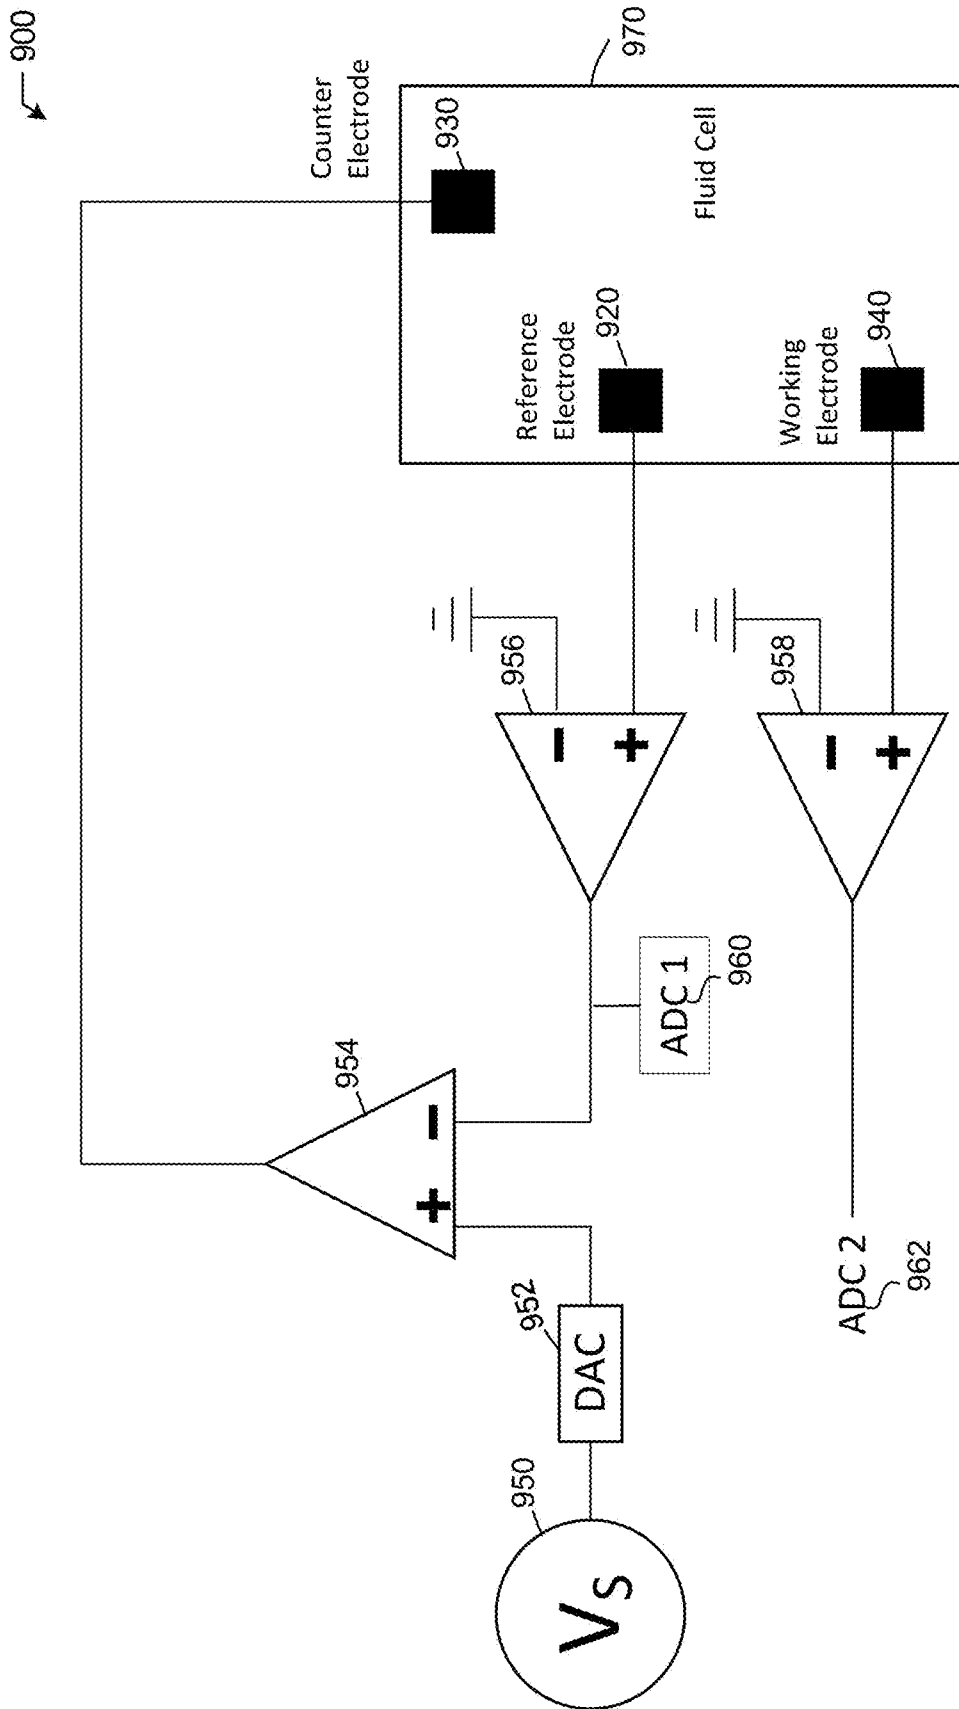 900
Counter
Electrode
930
970
954
+ −
950
952
956
Reference
Electrode
920
V_S
DAC
−
+
ADC 1
960
Fluid Cell
958
Working
Electrode
940
−
+
ADC 2
962